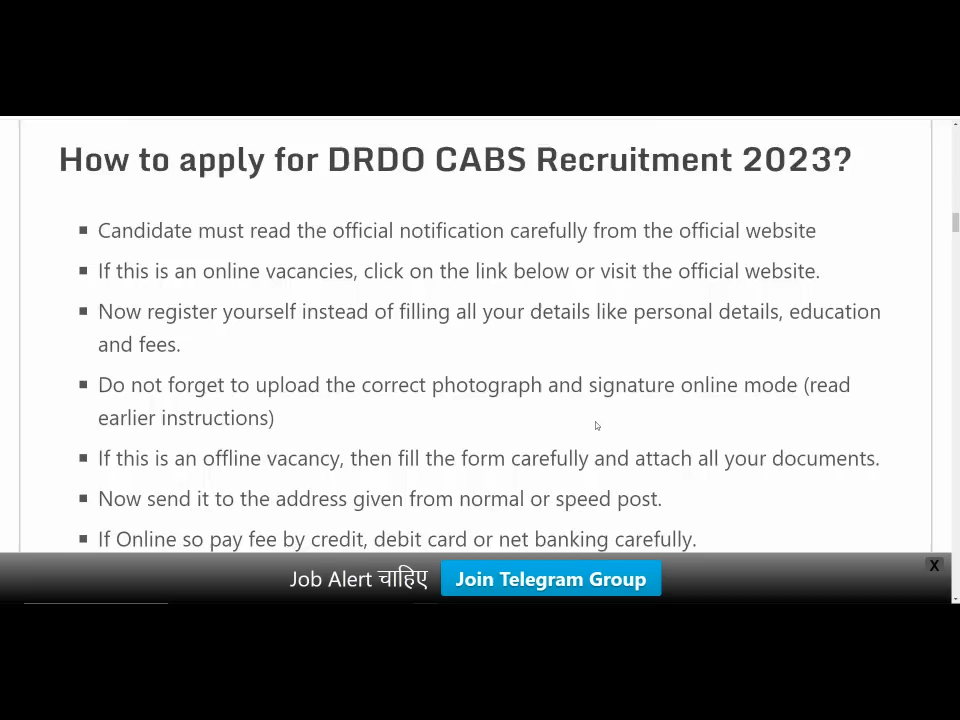 How to apply for DRDO CABS Recruitment 2023?
Candidate must read the official notification carefully from the official website
If this is an online vacancies, click on the link below or visit the official website.
Now register yourself instead of filling all your details like personal details, education
and fees.
Do not forget to upload the correct photograph and signature online mode (read
earlier instructions)
If this is an offline vacancy, then fill the form carefully and attach all your documents.
Now send it to the address given from normal or speed post.
If Online so pay fee by credit, debit card or net banking carefully.
X
Job Alert चाहिए Join Telegram Group